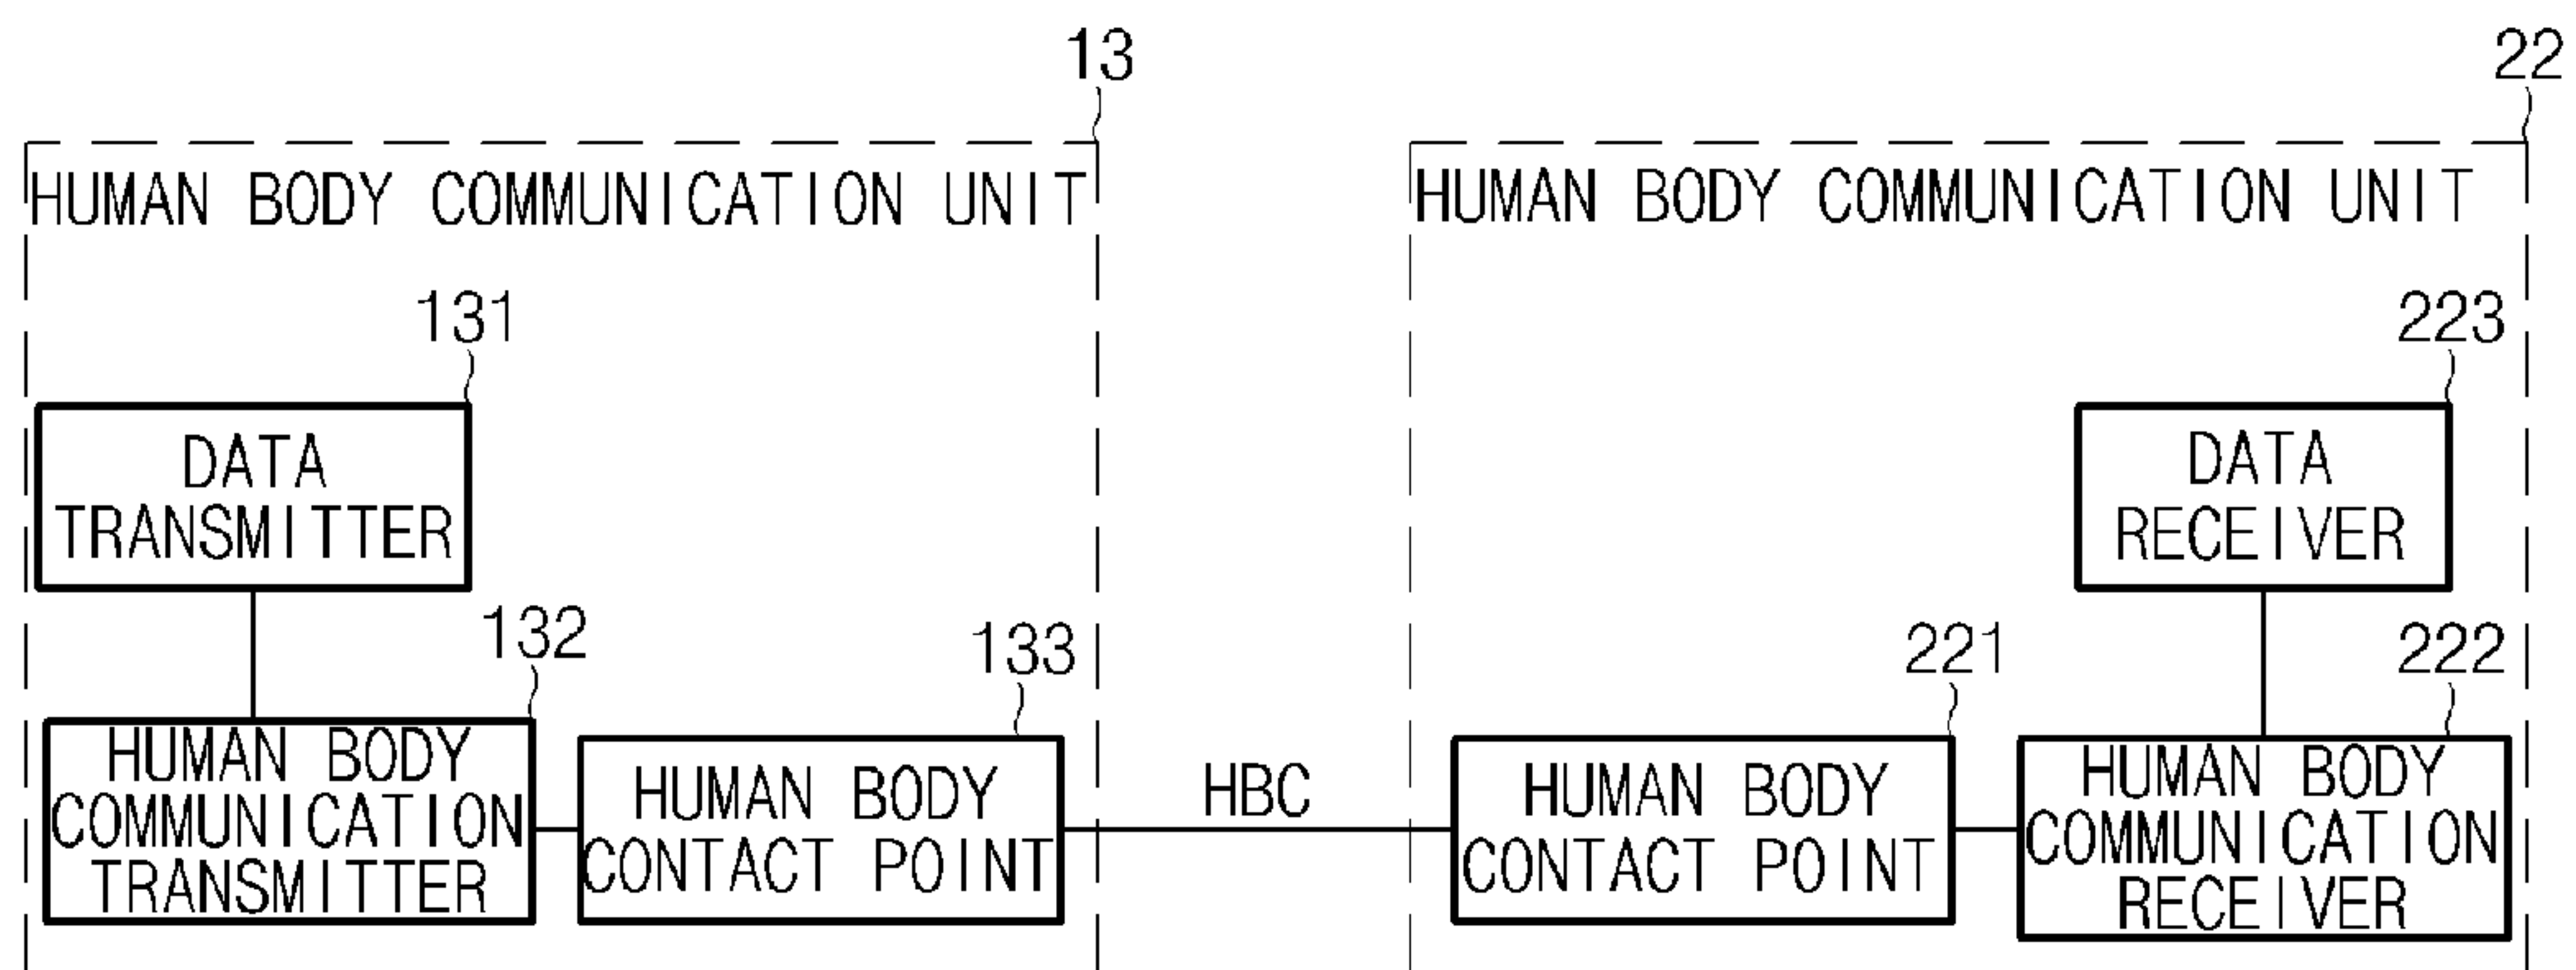 13
22
HUMAN BODY COMMUNICATION UNIT
HUMAN BODY COMMUNICATION UNIT
131
223
DATA
TRANSMITTER
DATA
RECEIVER
132
133
221
222
HUMAN BODY
COMMUNICATION
TRANSMITTER
HUMAN BODY
CONTACT POINT
HBC
HUMAN BODY
CONTACT POINT
HUMAN BODY
COMMUNICATION
RECEIVER